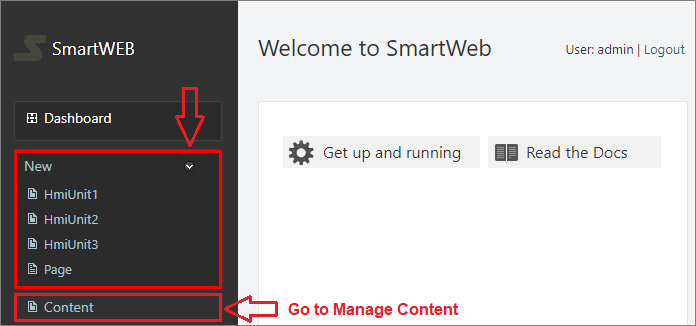 SmartWEB
Welcome to SmartWeb
User: admin | Logout
Dashboard
New
HmiUnit1
HmiUnit2
HmiUnit3
Page
Content
Get up and running
Read the Docs
Go to Manage Content